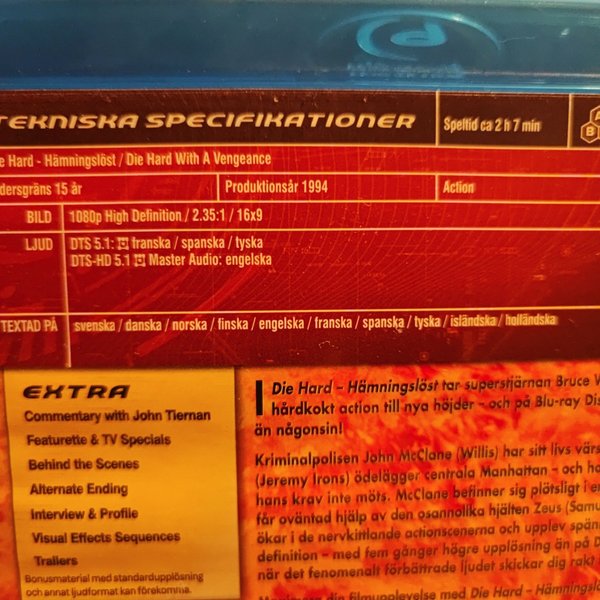 TEKNISKA SPECIFIKATIONER
Speltid ca 2 h 7 min
A
B
e Hard - Hämningslöst / Die Hard With A Vengeance
dersgräns 15 år
Produktionsår 1994
Action
BILD
1080p High Definition / 2.35:1 / 16x9
LJUD
DTS 5.1: franska / spanska / tyska
DTS-HD 5.1 Master Audio: engelska
TEXTAD PÅ
svenska / danska / norska / finska / engelska / franska / spanska / tyska / isländska / holländska
EXTRA
Commentary with John Tiernan
Featurette & TV Specials
Behind the Scenes
Alternate Ending
Interview & Profile
Visual Effects Sequences
Trailers
Bonusmaterial med standardupplösning
och annat ljudformat kan förekomma.
I Die Hard – Hämningslöst tar superstjärnan Bruce W
hårdkokt action till nya höjder – och på Blu-ray Dis
än någonsin!
Kriminalpolisen John McClane (Willis) har sitt livs värs
(Jeremy Irons) ödelägger centrala Manhattan – och ho
hans krav inte möts. McClane befinner sig plötsligt i en
får oväntad hjälp av den osannolika hjälten Zeus (Samu
ökar i de nervkittlande actionscenerna och upplev spän
definition – med fem gånger högre upplösning än på D
när det fenomenalt förbättrade ljudet skickar dig rakt
din filmupplevelse med Die Hard – Hämningslö